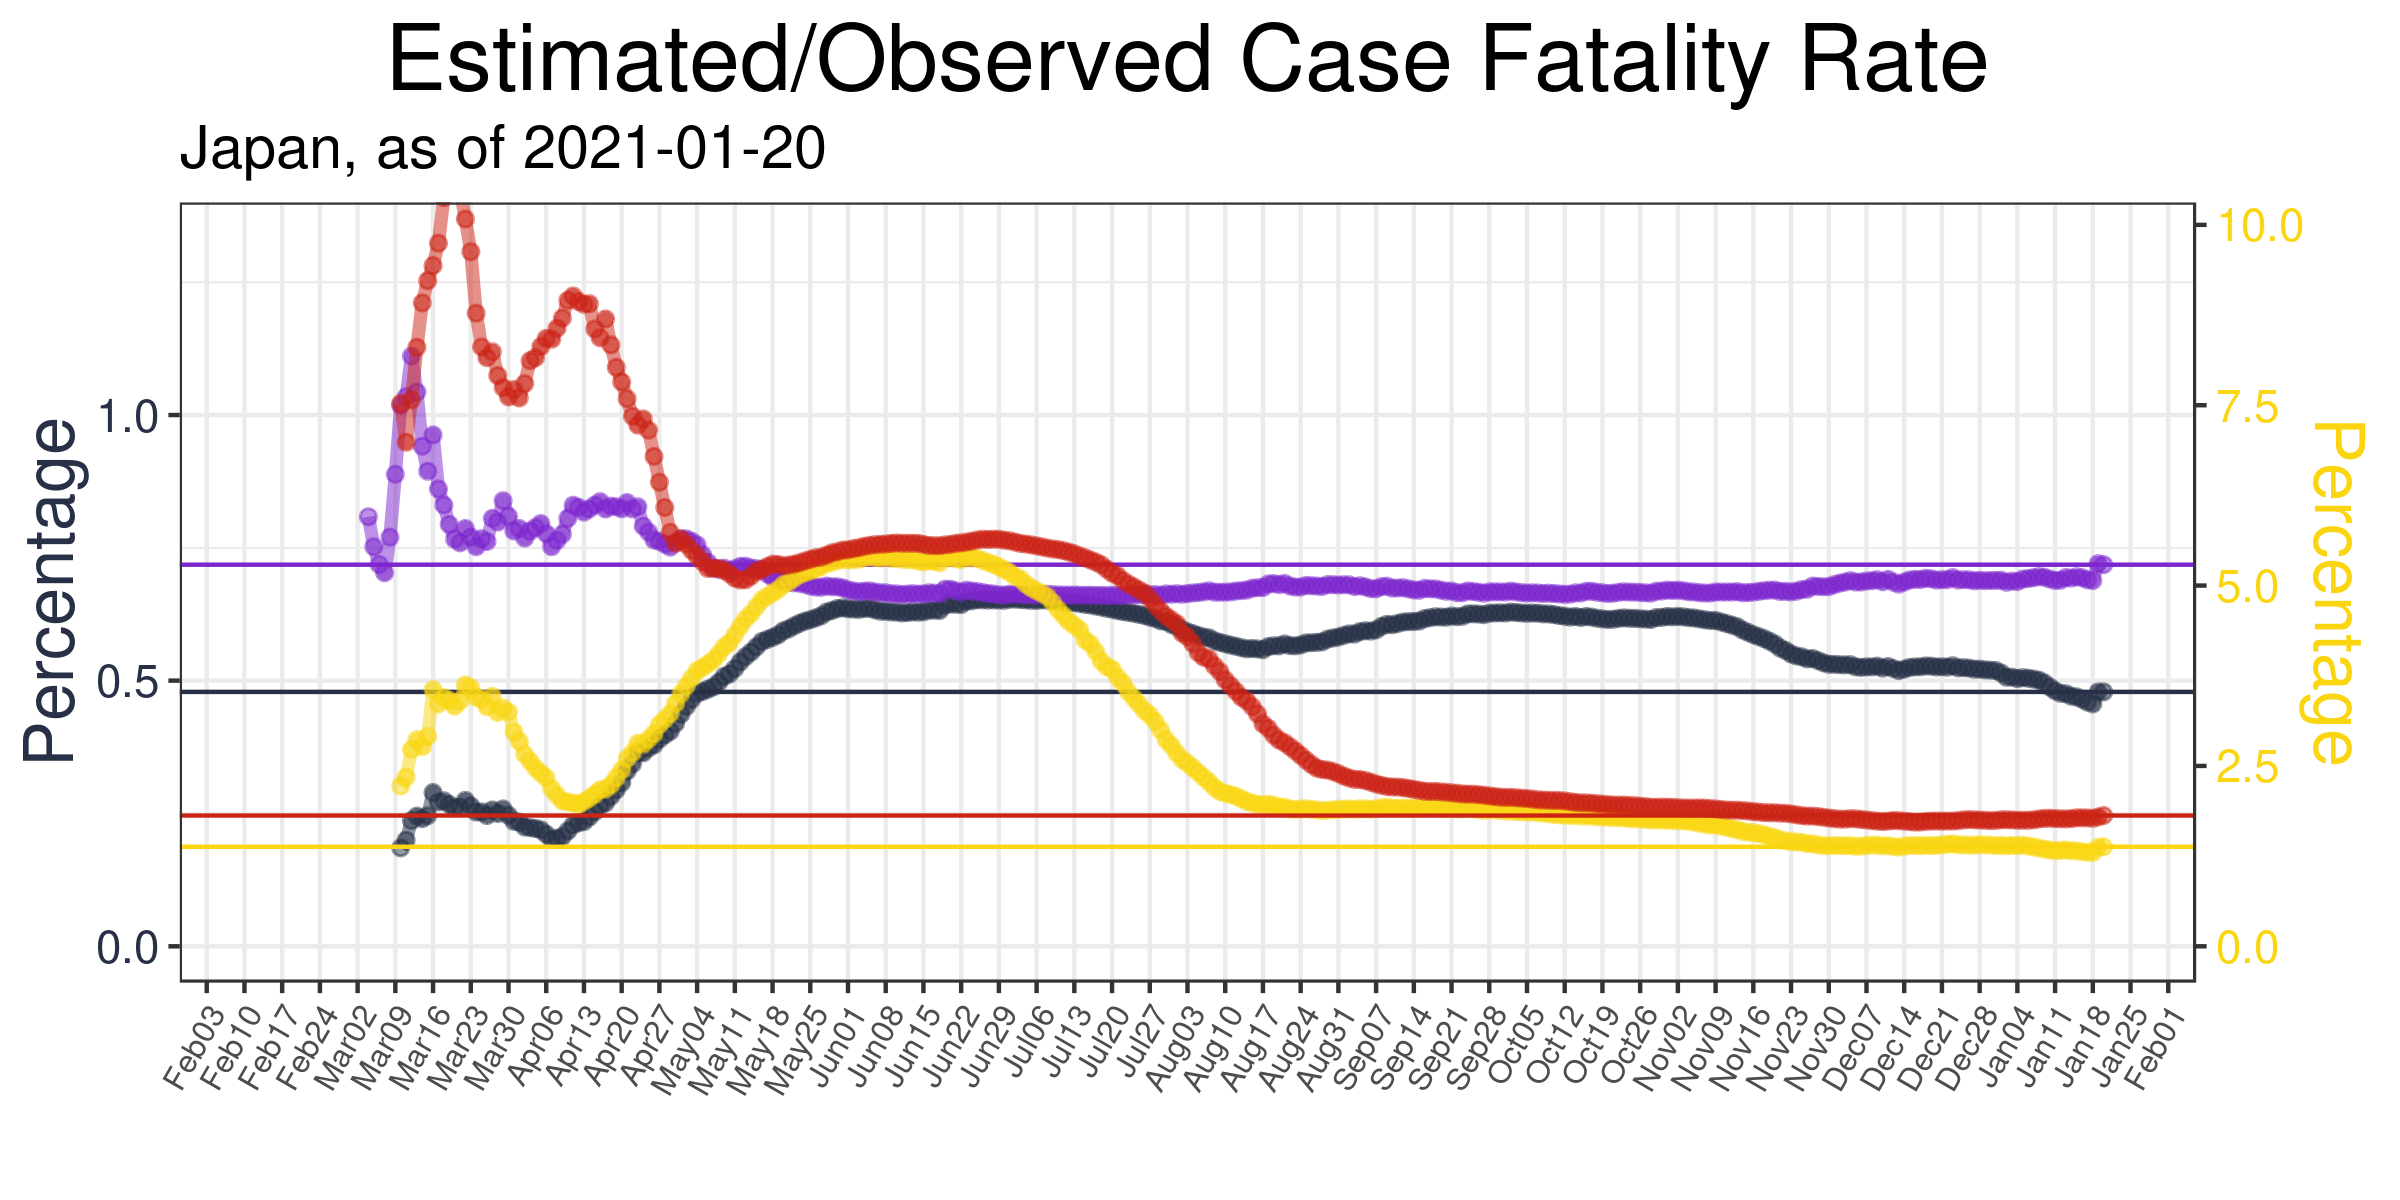 Estimated/Observed Case Fatality Rate
Japan, as of 2021-01-20
Percentage
1.0
0.5
0.0
10.0
7.5
5.0
2.5
0.0
Percentage
Feb03
Feb10
Feb17
Feb24
Mar02
Mar09
Mar16
Mar23
Mar30
Apr06
Apr13
Apr20
Apr27
May04
May11
May18
May25
Jun01
Jun08
Jun15
Jun22
Jun29
Jul06
Jul13
Jul20
Jul27
Aug03
Aug10
Aug17
Aug24
Aug31
Sep07
Sep14
Sep21
Sep28
Oct05
Oct12
Oct19
Oct26
Nov02
Nov09
Nov16
Nov23
Nov30
Dec07
Dec14
Dec21
Dec28
Jan04
Jan11
Jan18
Jan25
Feb01